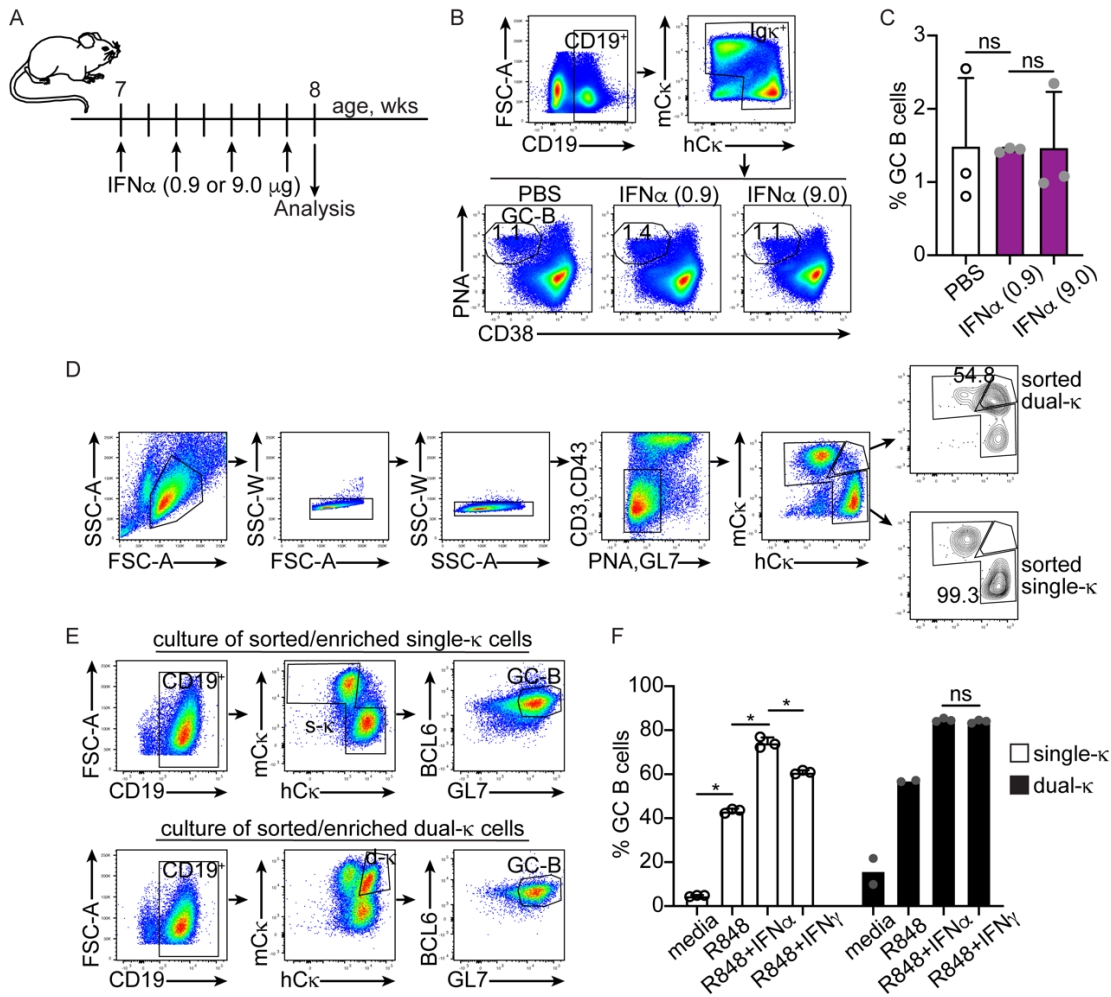 A
7
8
age, wks
IFNα (0.9 or 9.0 μg)
Analysis
B
FSC-A
CD19⁺
CD19
mCκ
Igκ⁺
hCκ
PBS
IFNα (0.9)
IFNα (9.0)
GC-B
1.1
1.4
1.1
PNA
CD38
C
% GC B cells
3
2
1
0
ns
ns
PBS
IFNα (0.9)
IFNα (9.0)
D
SSC-A
FSC-A
SSC-W
FSC-A
SSC-W
SSC-A
CD3,CD43
PNA,GL7
mCκ
hCκ
54.8
sorted
dual-κ
99.3
sorted
single-κ
E
culture of sorted/enriched single-κ cells
FSC-A
CD19⁺
CD19
mCκ
s-κ
hCκ
BCL6
GC-B
GL7
culture of sorted/enriched dual-κ cells
FSC-A
CD19⁺
CD19
mCκ
d-κ
hCκ
BCL6
GC-B
GL7
F
% GC B cells
100
80
60
40
20
0
*
*
*
ns
single-κ
dual-κ
media
R848
R848+IFNα
R848+IFNγ
media
R848
R848+IFNα
R848+IFNγ